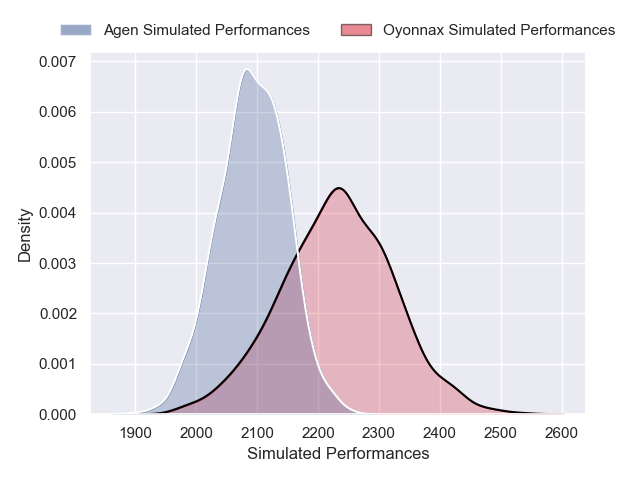 Agen Simulated Performances Oyonnax Simulated Performances
0.007
0.006
0.005
0.004
0.003
0.002
0.001
0.000
Density
1900 2000 2100 2200 2300 2400 2500 2600
Simulated Performances